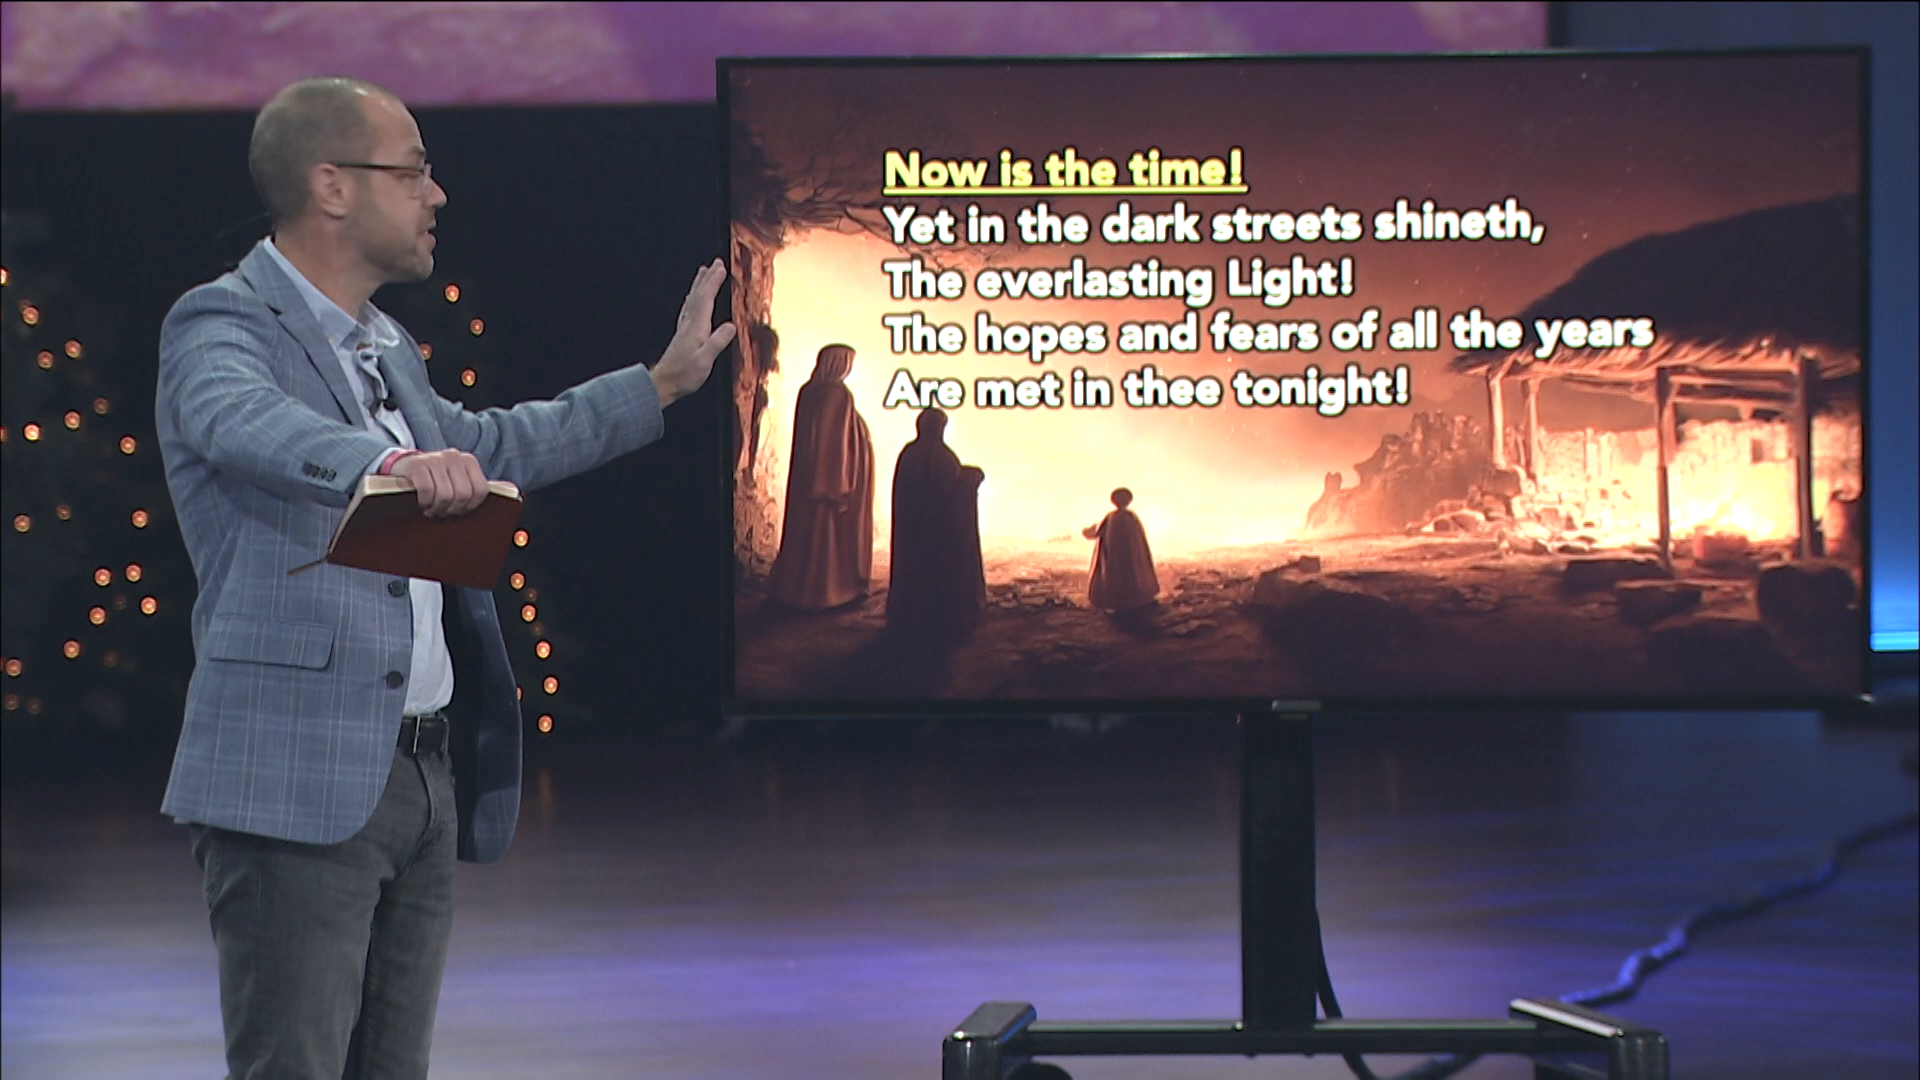 Now is the time!
Yet in the dark streets shineth,
The everlasting Light!
The hopes and fears of all the years
Are met in thee tonight!